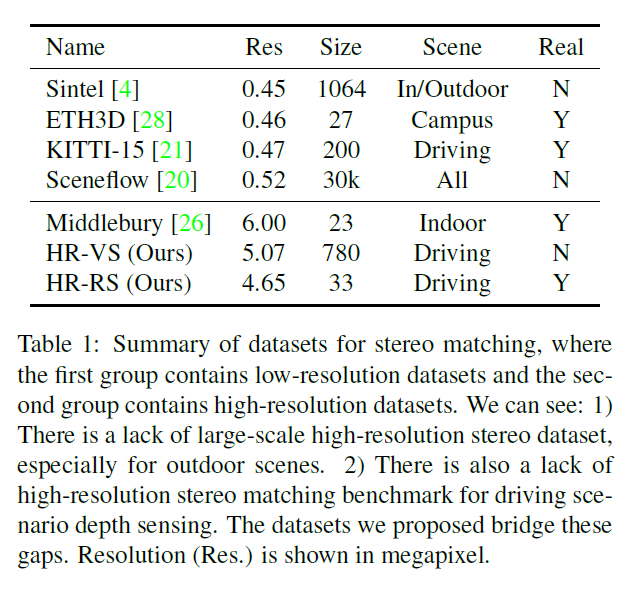 Name Res Size Scene Real
Sintel [4] 0.45 1064 In/Outdoor N
ETH3D [28] 0.46 27 Campus Y
KITTI-15 [21] 0.47 200 Driving Y
Sceneflow [20] 0.52 30k All N
Middlebury [26] 6.00 23 Indoor Y
HR-VS (Ours) 5.07 780 Driving N
HR-RS (Ours) 4.65 33 Driving Y
Table 1: Summary of datasets for stereo matching, where
the first group contains low-resolution datasets and the sec-
ond group contains high-resolution datasets. We can see: 1)
There is a lack of large-scale high-resolution stereo dataset,
especially for outdoor scenes. 2) There is also a lack of
high-resolution stereo matching benchmark for driving sce-
nario depth sensing. The datasets we proposed bridge these
gaps. Resolution (Res.) is shown in megapixel.